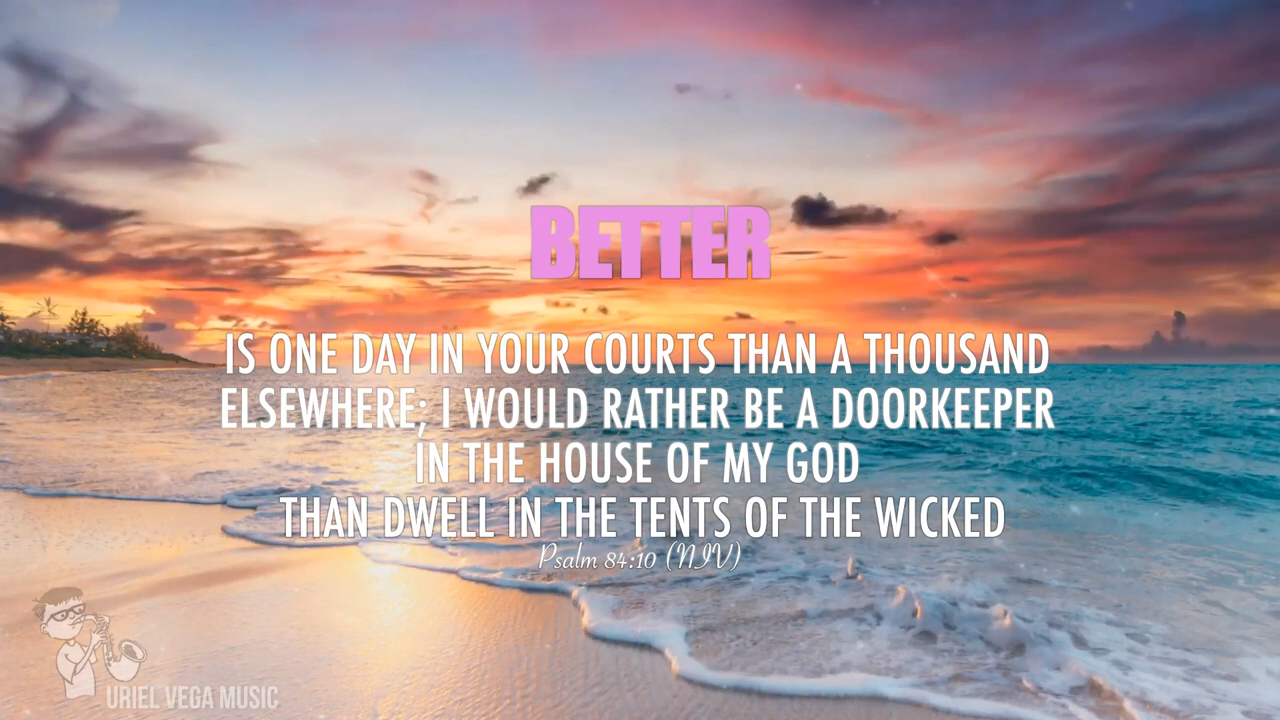 BETTER
IS ONE DAY IN YOUR COURTS THAN A THOUSAND
ELSEWHERE; I WOULD RATHER BE A DOORKEEPER
IN THE HOUSE OF MY GOD
THAN DWELL IN THE TENTS OF THE WICKED
Psalm 84:10 (NIV)
URIEL VEGA MUSIC